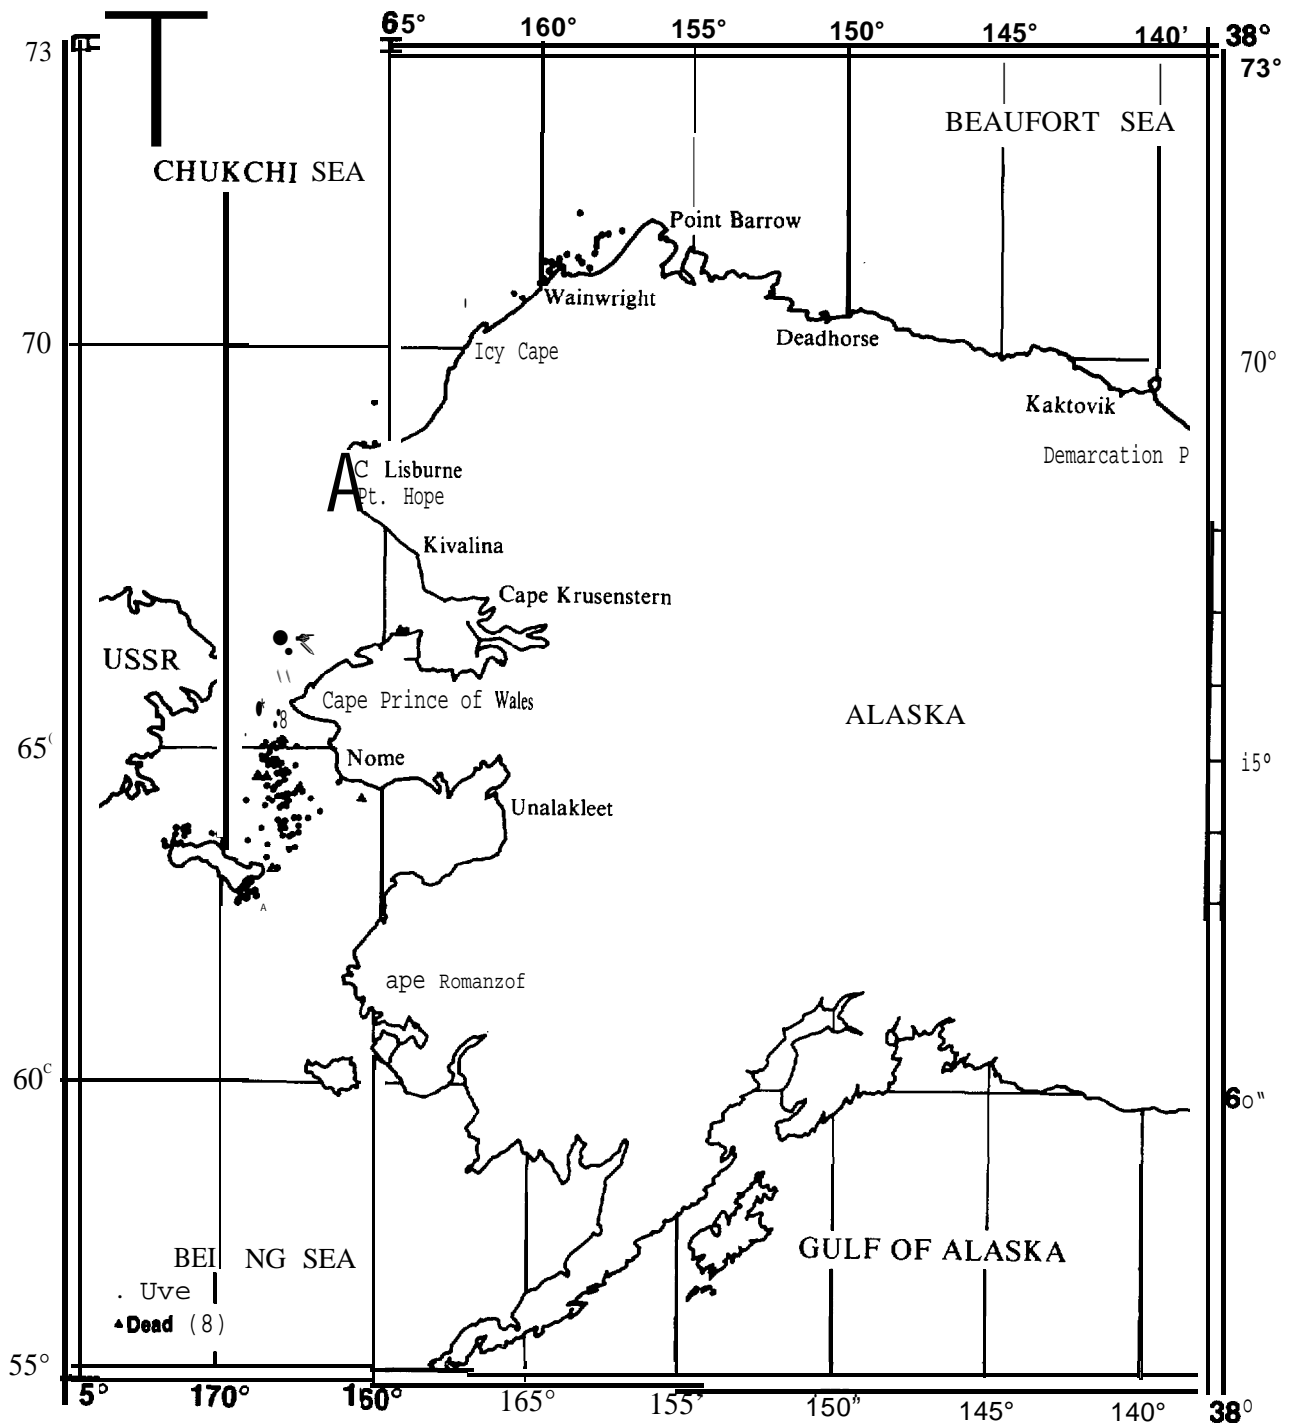 65° 160° 155° 150° 145° 140' 38°
73 73°
BEAUFORT SEA
CHUKCHI SEA
Point Barrow
Wainwright
Deadhorse
70 Icy Cape 70°
Kaktovik
Demarcation P
C Lisburne
Pt. Hope
Kivalina
Cape Krusenstern
USSR
Cape Prince of Wales
8
ALASKA
65 Nome 15°
Unalakleet
A
ape Romanzof
60° 60"
BEI NG SEA GULF OF ALASKA
. Uve
▲Dead (8)
55°
5° 170° 160° 165° 155' 150" 145° 140° 38°